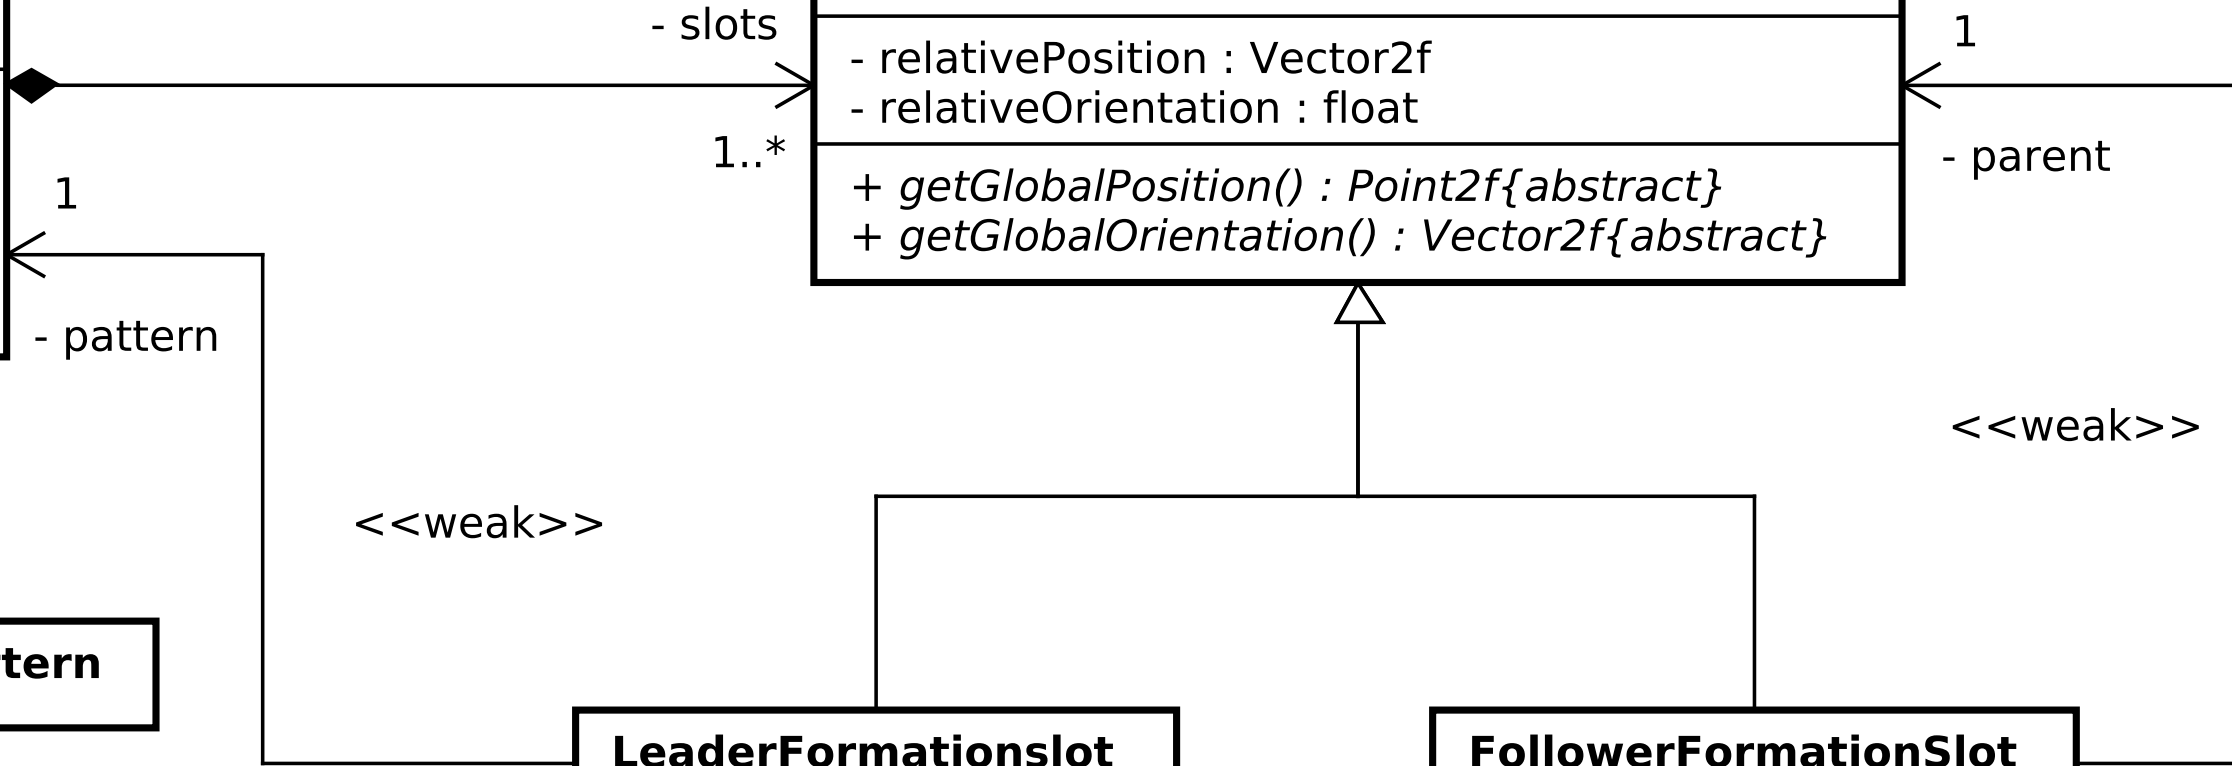 - slots
1
- relativePosition : Vector2f
- relativeOrientation : float
1..*
- parent
+ getGlobalPosition() : Point2f{abstract}
1
+ getGlobalOrientation() : Vector2f{abstract}
- pattern
<<weak>>
<<weak>>
tern
LeaderFormationslot
FollowerFormationSlot